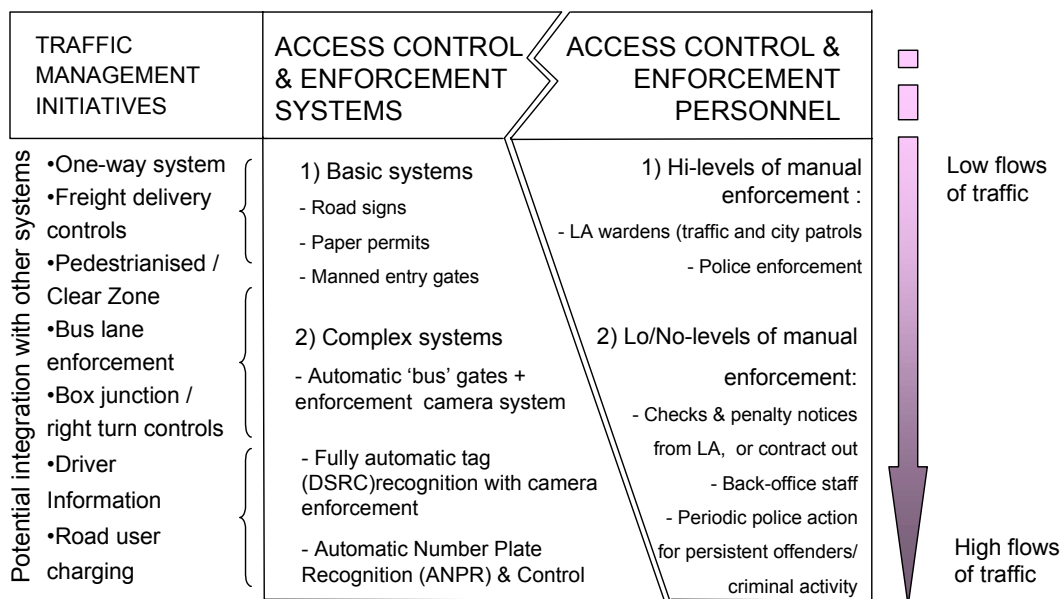 TRAFFIC
MANAGEMENT
INITIATIVES
ACCESS CONTROL
& ENFORCEMENT
SYSTEMS
ACCESS CONTROL &
ENFORCEMENT
PERSONNEL
Potential integration with other systems
•One-way system
•Freight delivery
controls
•Pedestrianised /
Clear Zone
•Bus lane
enforcement
•Box junction /
right turn controls
•Driver
Information
•Road user
charging
1) Basic systems
- Road signs
- Paper permits
- Manned entry gates
2) Complex systems
- Automatic ‘bus’ gates +
enforcement camera system
- Fully automatic tag
(DSRC)recognition with camera
enforcement
- Automatic Number Plate
Recognition (ANPR) & Control
1) Hi-levels of manual
enforcement :
- LA wardens (traffic and city patrols
- Police enforcement
2) Lo/No-levels of manual
enforcement:
- Checks & penalty notices
from LA, or contract out
- Back-office staff
- Periodic police action
for persistent offenders/
criminal activity
Low flows
of traffic
High flows
of traffic